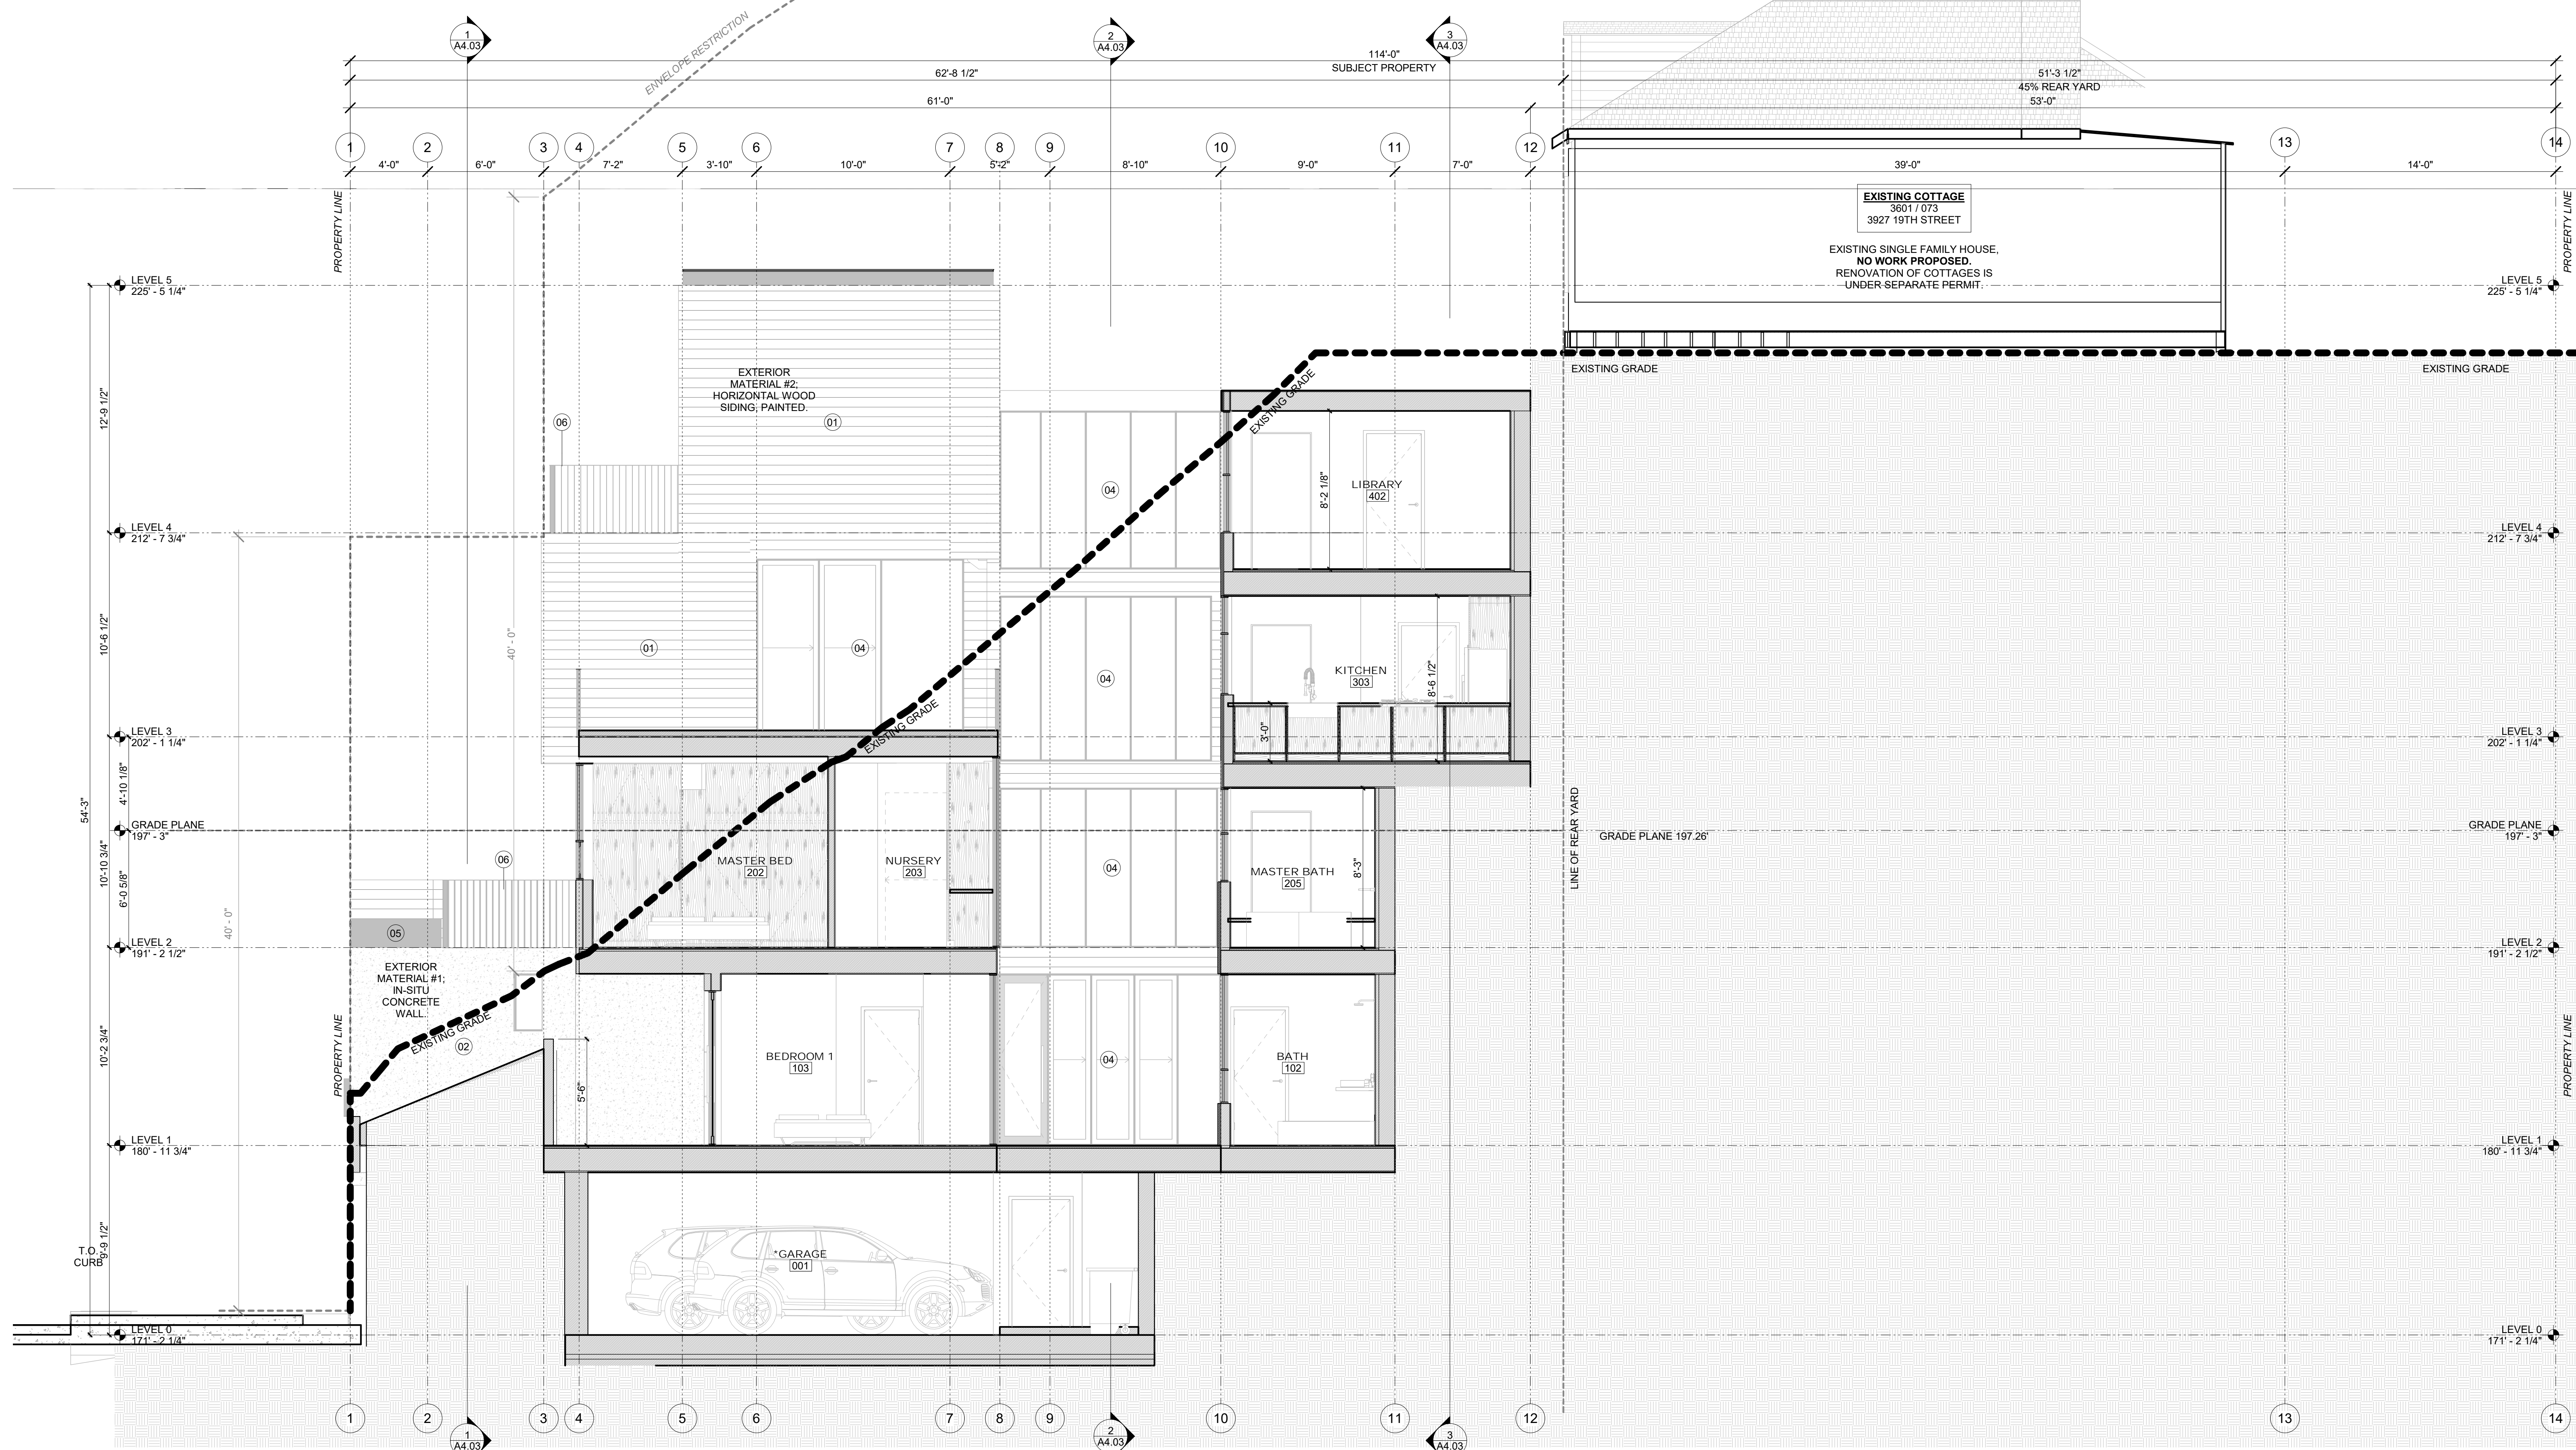 1
A4.03
2
A4.03
3
A4.03
ENVELOPE RESTRICTION
114'-0"
SUBJECT PROPERTY
62'-8 1/2"
51'-3 1/2"
45% REAR YARD
61'-0"
53'-0"
1
2
3
4
5
6
7
8
9
10
11
12
13
14
4'-0"
6'-0"
7'-2"
3'-10"
10'-0"
5'-2"
8'-10"
9'-0"
7'-0"
39'-0"
14'-0"
PROPERTY LINE
PROPERTY LINE
EXISTING COTTAGE
3601 / 073
3927 19TH STREET
EXISTING SINGLE FAMILY HOUSE,
NO WORK PROPOSED.
RENOVATION OF COTTAGES IS
UNDER SEPARATE PERMIT.
LEVEL 5
225' - 5 1/4"
LEVEL 5
225' - 5 1/4"
EXISTING GRADE
EXISTING GRADE
EXISTING GRADE
EXTERIOR
MATERIAL #2;
HORIZONTAL WOOD
SIDING, PAINTED.
12'-9 1/2"
06
01
04
8'-2 1/8"
LIBRARY
402
LEVEL 4
212' - 7 3/4"
LEVEL 4
212' - 7 3/4"
10'-6 1/2"
40' - 0"
01
04
04
KITCHEN
303
8'-6 1/2"
3'-0"
EXISTING GRADE
LEVEL 3
202' - 1 1/4"
LEVEL 3
202' - 1 1/4"
4'-10 1/8"
54'-3"
GRADE PLANE
197' - 3"
GRADE PLANE 197.26'
GRADE PLANE
197' - 3"
LINE OF REAR YARD
10'-10 3/4"
6'-0 5/8"
40' - 0"
06
MASTER BED
202
NURSERY
203
04
MASTER BATH
205
8'-3"
05
LEVEL 2
191' - 2 1/2"
LEVEL 2
191' - 2 1/2"
EXTERIOR
MATERIAL #1;
IN-SITU
CONCRETE
WALL.
EXISTING GRADE
02
10'-2 3/4"
PROPERTY LINE
PROPERTY LINE
5'-6"
BEDROOM 1
103
04
BATH
102
LEVEL 1
180' - 11 3/4"
LEVEL 1
180' - 11 3/4"
9'-9 1/2"
T.O.
CURB
*GARAGE
001
LEVEL 0
171' - 2 1/4"
LEVEL 0
171' - 2 1/4"
1
2
3
4
5
6
7
8
9
10
11
12
13
14
1
A4.03
2
A4.03
3
A4.03